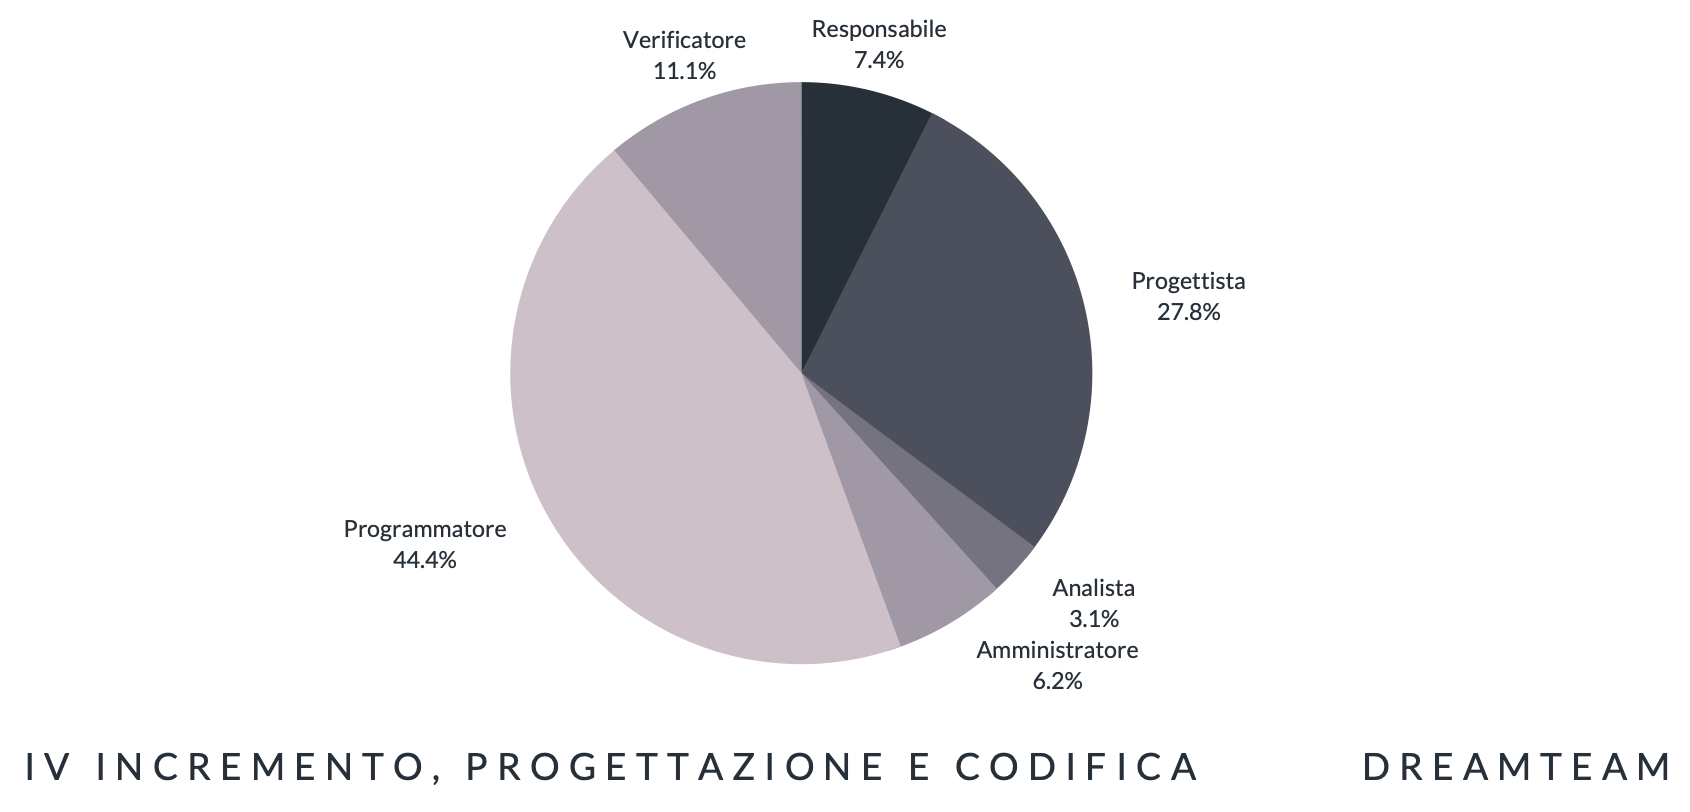 Responsabile
7.4%
Verificatore
11.1%
Progettista
27.8%
Programmatore
44.4%
Analista
3.1%
Amministratore
6.2%
IV INCREMENTO, PROGETTAZIONE E CODIFICA
DREAMTEAM